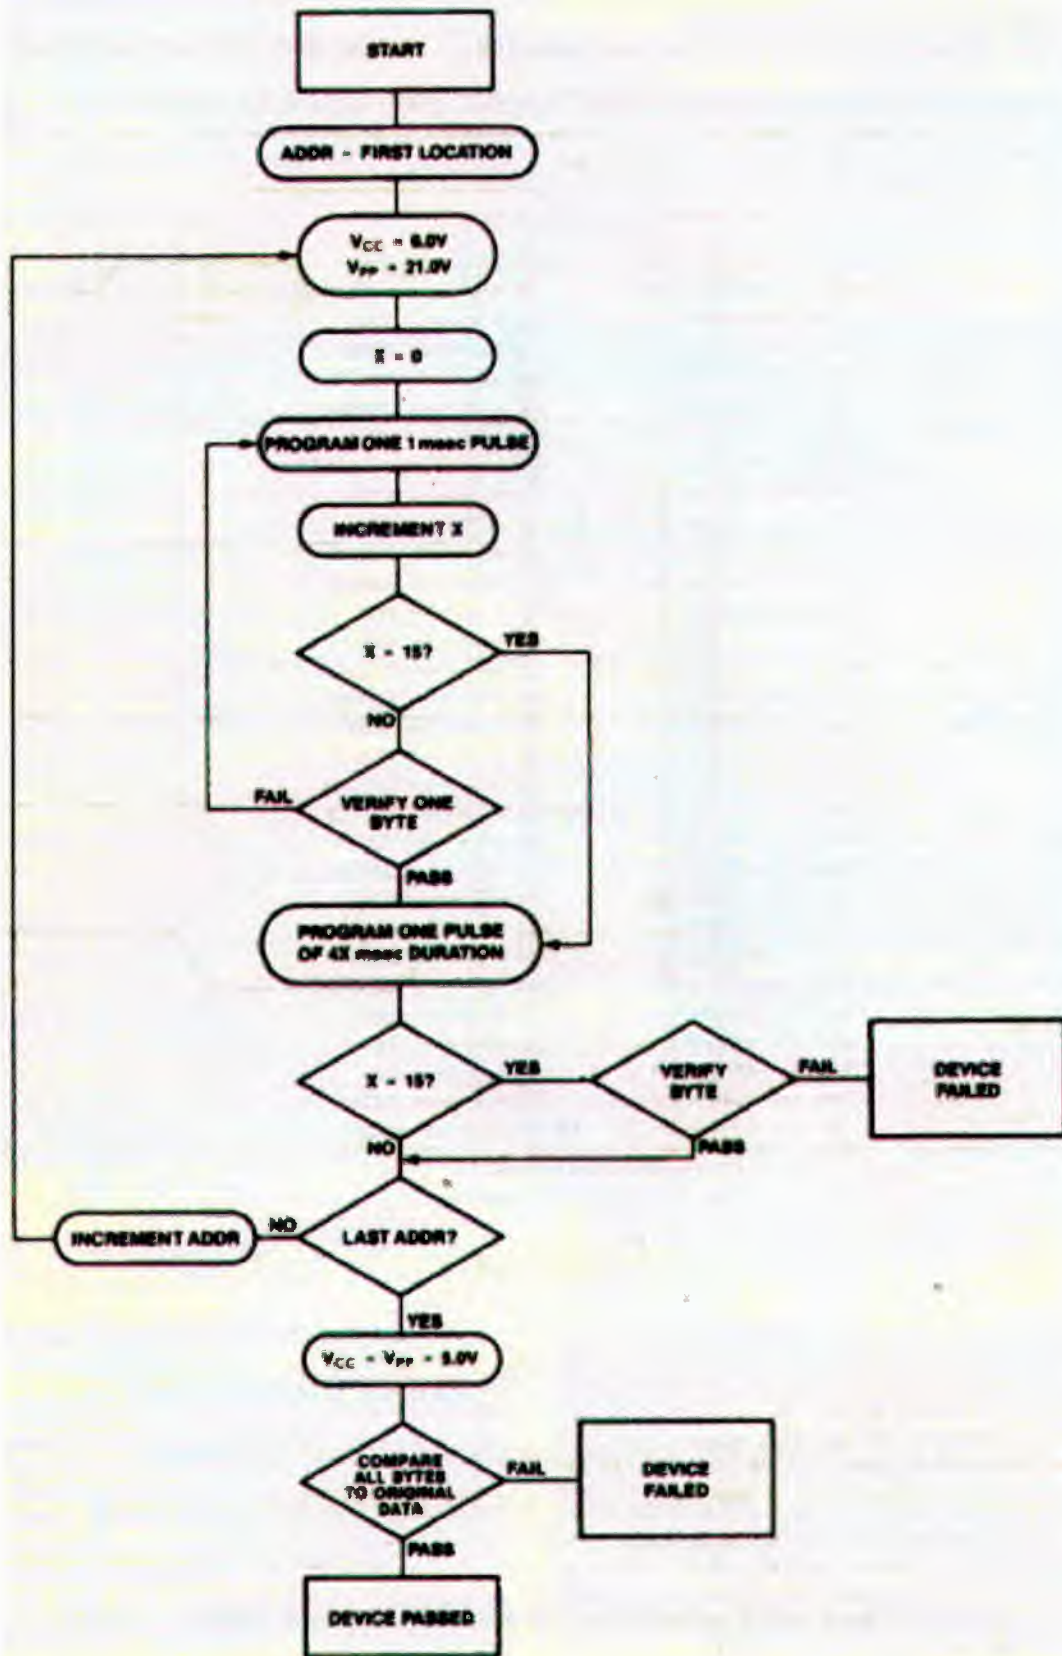 START
ADDR - FIRST LOCATION
VCC = 6.0V
VPP = 21.0V
X = 0
PROGRAM ONE 1 msec PULSE
INCREMENT X
X - 15?
YES
NO
FAIL
VERIFY ONE
BYTE
PASS
PROGRAM ONE PULSE
OF 4X msec DURATION
X - 15?
YES
VERIFY
BYTE
FAIL
DEVICE
FAILED
NO
PASS
INCREMENT ADDR
NO
LAST ADDR?
YES
VCC - VPP - 5.0V
COMPARE
ALL BYTES
TO ORIGINAL
DATA
FAIL
DEVICE
FAILED
PASS
DEVICE PASSED